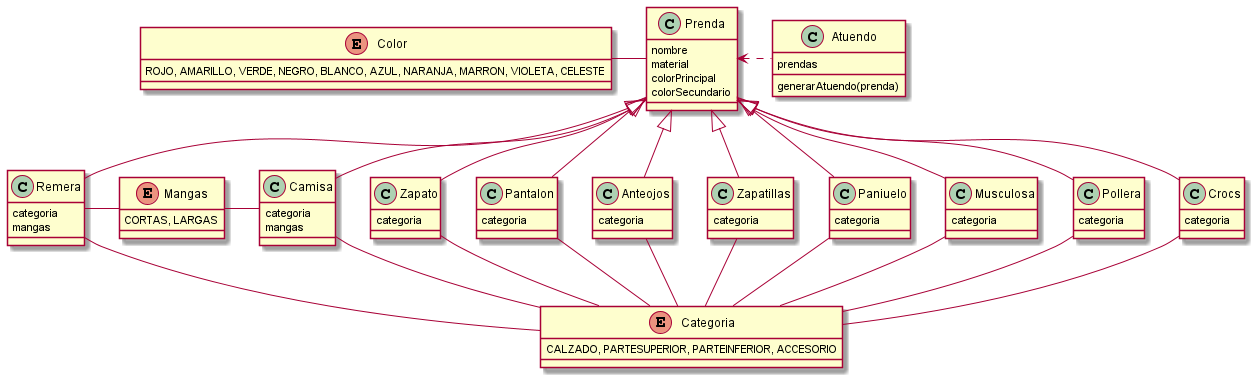 C Prenda
nombre
material
colorPrincipal
colorSecundario
E Color
ROJO, AMARILLO, VERDE, NEGRO, BLANCO, AZUL, NARANJA, MARRON, VIOLETA, CELESTE
C Atuendo
prendas
generarAtuendo(prenda)
C Remera
categoria
mangas
E Mangas
CORTAS, LARGAS
C Camisa
categoria
mangas
C Zapato
categoria
C Pantalon
categoria
C Anteojos
categoria
C Zapatillas
categoria
C Paniuelo
categoria
C Musculosa
categoria
C Pollera
categoria
C Crocs
categoria
E Categoria
CALZADO, PARTESUPERIOR, PARTEINFERIOR, ACCESORIO